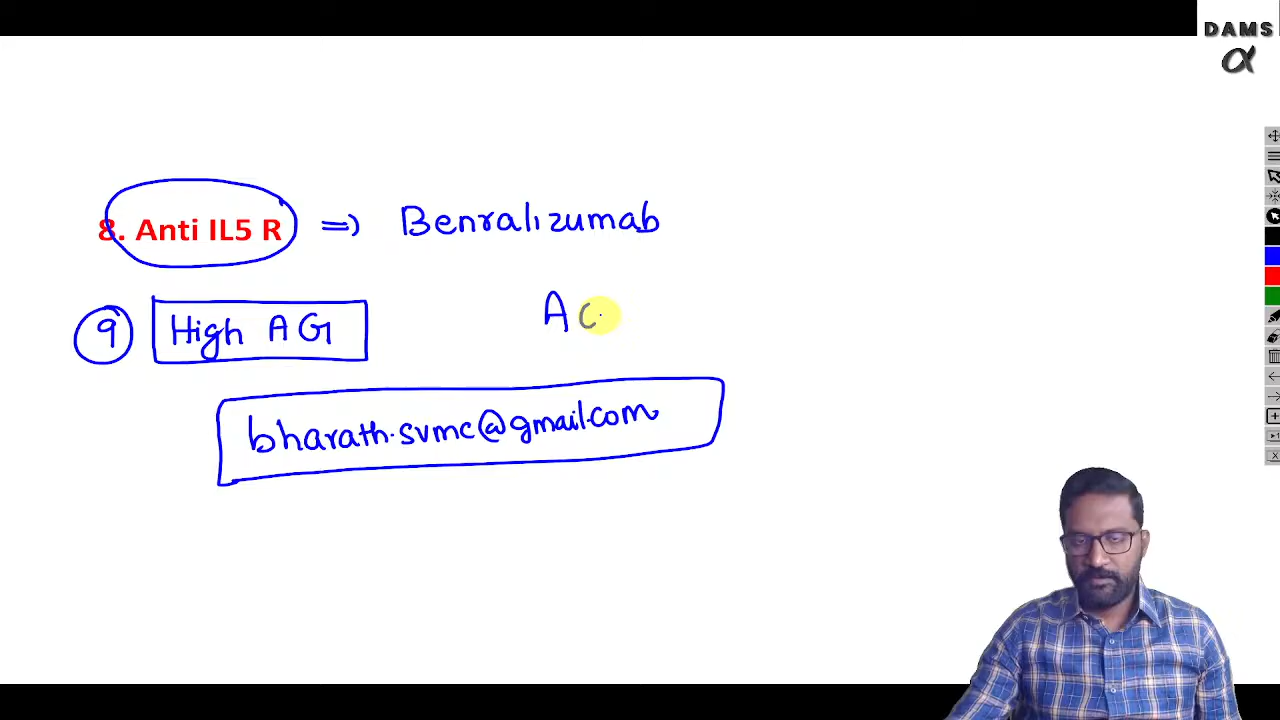 DAMS
α
8. Anti IL5 R ⇒ Benralizumab
9 High AG A
bharath.svmc@gmail.com